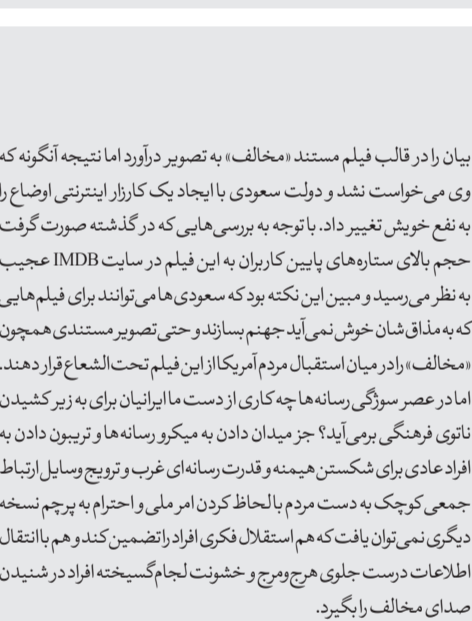 بیان را در قالب فیلم مستند «مخالف» به تصویر درآورد اما نتیجه آنگونه که
وی می‌خواست نشد و دولت سعودی با ایجاد یک کارزار اینترنتی اوضاع را
به نفع خویش تغییر داد. با توجه به بررسی‌هایی که در گذشته صورت گرفت
حجم بالای ستاره‌های پایین کاربران به این فیلم در سایت IMDB عجیب
به نظر می‌رسید و مبین این نکته بود که سعودی‌ها می‌توانند برای فیلم‌هایی
که به مذاق شان خوش نمی‌آید جهنم بسازند و حتی تصویر مستندی همچون
«مخالف» رادر میان استقبال مردم آمریکا از این فیلم تحت‌الشعاع قرار دهند.
اما در عصر سوژگی رسانه‌ها چه کاری از دست ما ایرانیان برای به زیر کشیدن
ناتوی فرهنگی برمی‌آید؟ جز میدان دادن به میکرو رسانه‌ها و تریبون دادن به
افراد عادی برای شکستن هیمنه و قدرت رسانه‌ای غرب و ترویج وسایل ارتباط
جمعی کوچک به دست مردم با لحاظ کردن امر ملی و احترام به پرچم نسخه
دیگری نمی‌توان یافت که هم استقلال فکری افراد را تضمین کند و هم با انتقال
اطلاعات درست جلوی هرج‌ومرج و خشونت لجام‌گسیخته افراد در شنیدن
صدای مخالف را بگیرد.